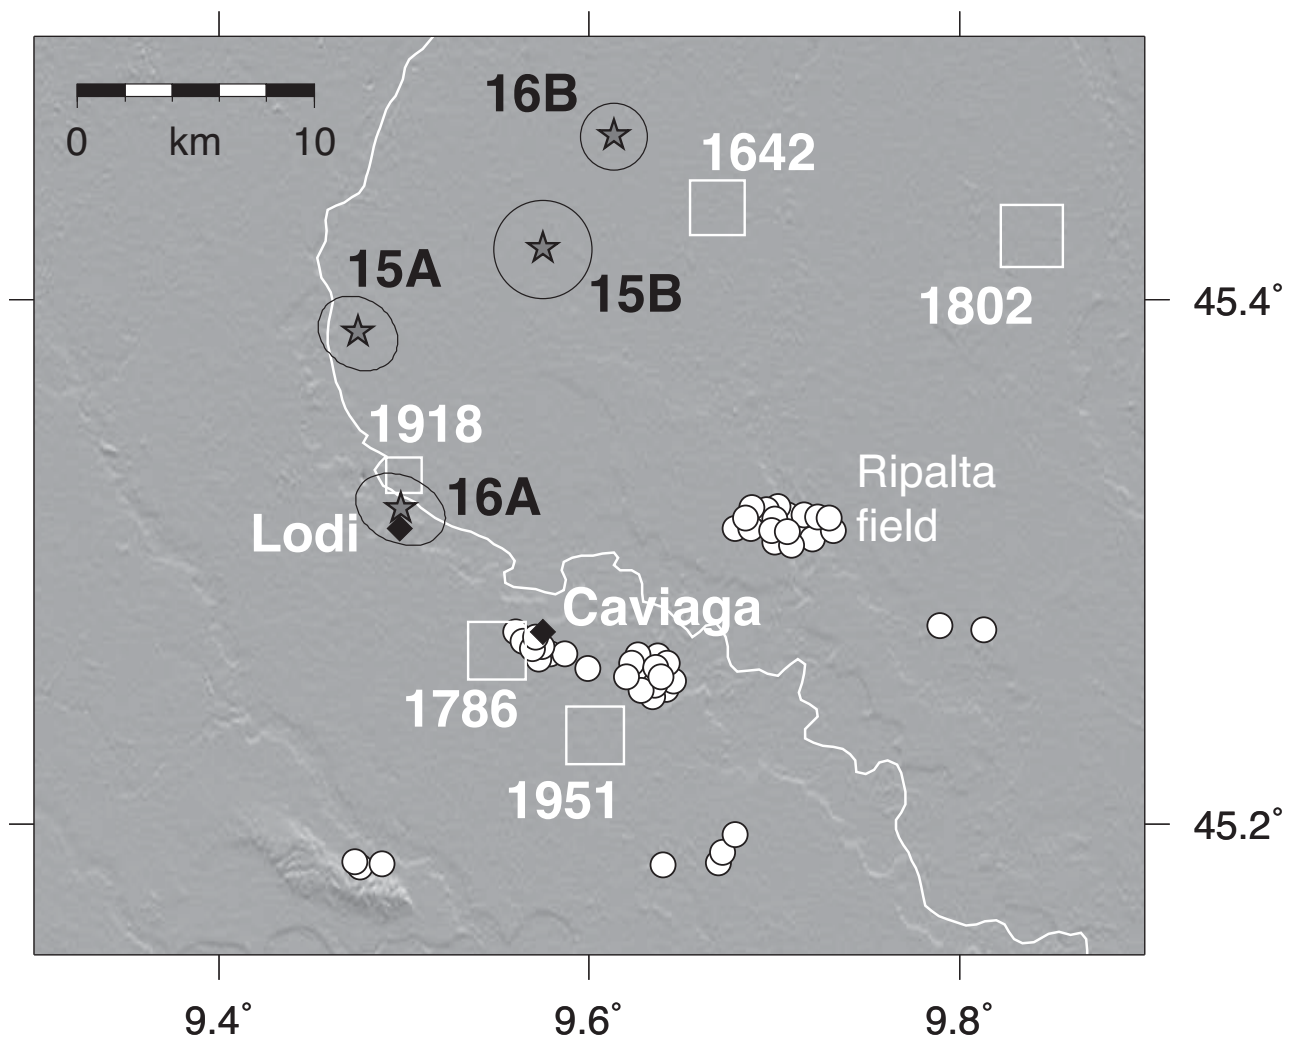 16B
0 km 10
1642
15A
15B
1802
45.4°
1918
16A
Ripalta
field
Lodi
Caviaga
1786
1951
45.2°
9.4° 9.6° 9.8°